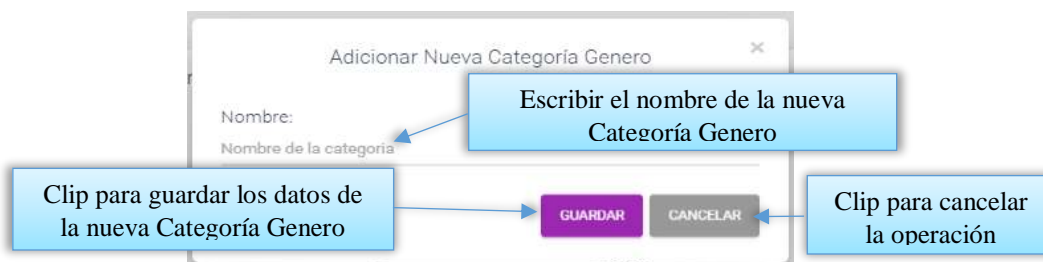 Adicionar Nueva Categoría Genero
×
Escribir el nombre de la nueva
Categoría Genero
Nombre:
Nombre de la categoria
Clip para guardar los datos de
la nueva Categoría Genero
GUARDAR
CANCELAR
Clip para cancelar
la operación